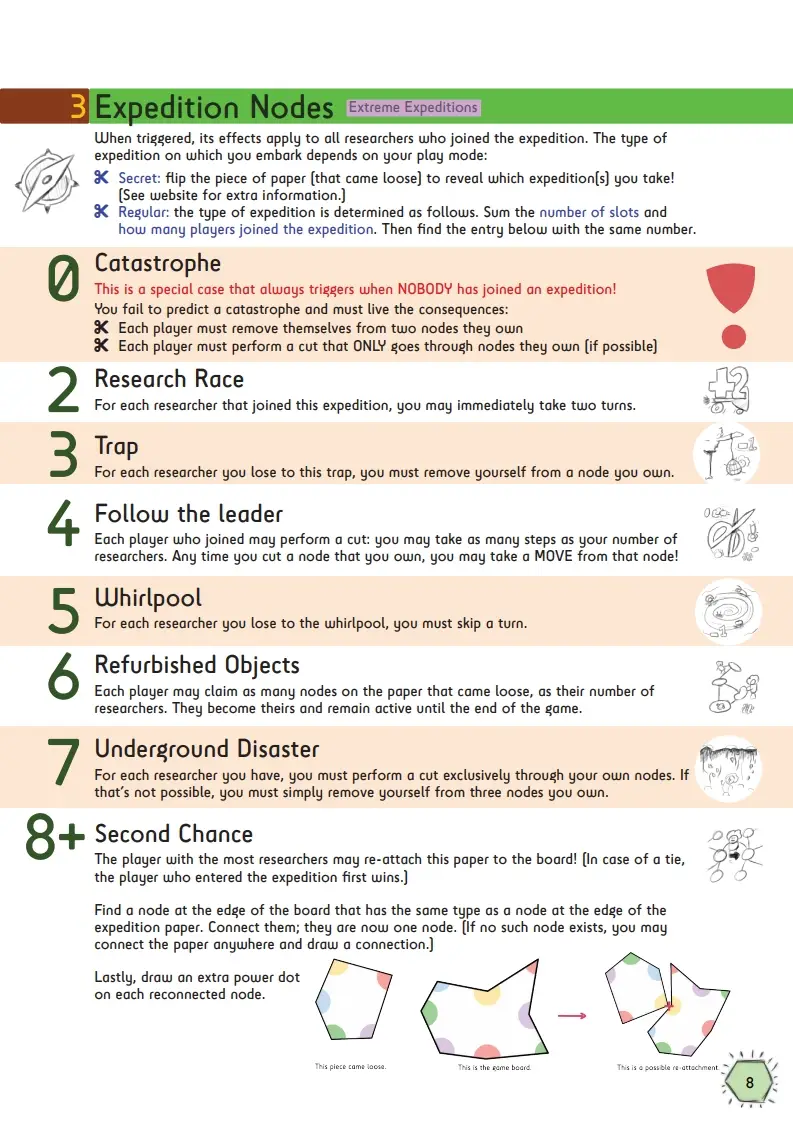 3 Expedition Nodes Extreme Expeditions
When triggered, its effects apply to all researchers who joined the expedition. The type of
expedition on which you embark depends on your play mode:
Secret: flip the piece of paper (that came loose) to reveal which expedition(s) you take!
(See website for extra information.)
Regular: the type of expedition is determined as follows. Sum the number of slots and
how many players joined the expedition. Then find the entry below with the same number.
0 Catastrophe
This is a special case that always triggers when NOBODY has joined an expedition!
You fail to predict a catastrophe and must live the consequences:
Each player must remove themselves from two nodes they own
Each player must perform a cut that ONLY goes through nodes they own (if possible)
2 Research Race
For each researcher that joined this expedition, you may immediately take two turns.
+2
3 Trap
For each researcher you lose to this trap, you must remove yourself from a node you own.
-1
4 Follow the leader
Each player who joined may perform a cut: you may take as many steps as your number of
researchers. Any time you cut a node that you own, you may take a MOVE from that node!
5 Whirlpool
For each researcher you lose to the whirlpool, you must skip a turn.
-1
6 Refurbished Objects
Each player may claim as many nodes on the paper that came loose, as their number of
researchers. They become theirs and remain active until the end of the game.
7 Underground Disaster
For each researcher you have, you must perform a cut exclusively through your own nodes. If
that's not possible, you must simply remove yourself from three nodes you own.
8+ Second Chance
The player with the most researchers may re-attach this paper to the board! (In case of a tie,
the player who entered the expedition first wins.)
Find a node at the edge of the board that has the same type as a node at the edge of the
expedition paper. Connect them; they are now one node. (If no such node exists, you may
connect the paper anywhere and draw a connection.)
Lastly, draw an extra power dot
on each reconnected node.
This piece came loose.
This is the game board.
This is a possible re-attachment.
8